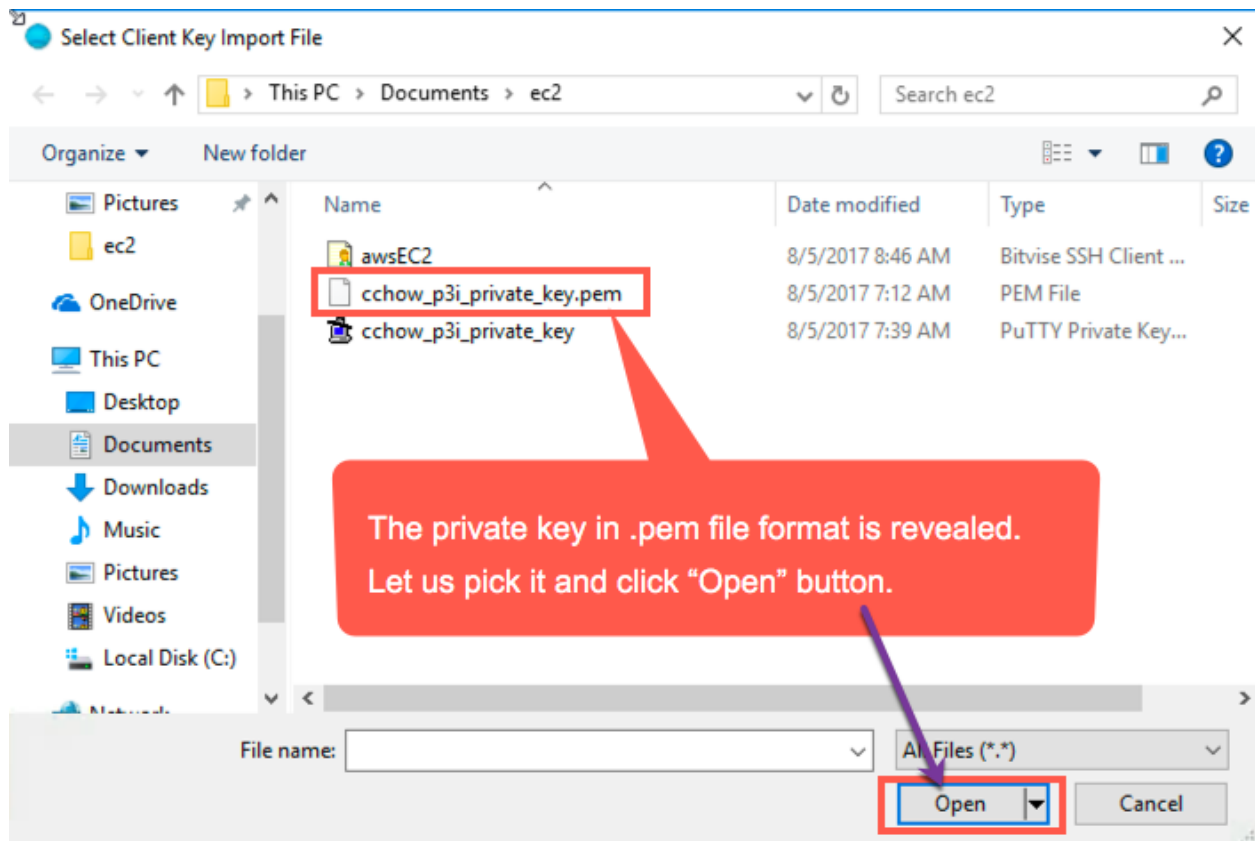 Select Client Key Import File
This PC > Documents > ec2
Search ec2
Organize
New folder
Name
Date modified
Type
Size
Pictures
ec2
OneDrive
This PC
Desktop
Documents
Downloads
Music
Pictures
Videos
Local Disk (C:)
awsEC2 8/5/2017 8:46 AM Bitvise SSH Client ...
cchow_p3i_private_key.pem 8/5/2017 7:12 AM PEM File
cchow_p3i_private_key 8/5/2017 7:39 AM PuTTY Private Key...
The private key in .pem file format is revealed.
Let us pick it and click “Open” button.
File name:
All Files (*.*)
Open
Cancel